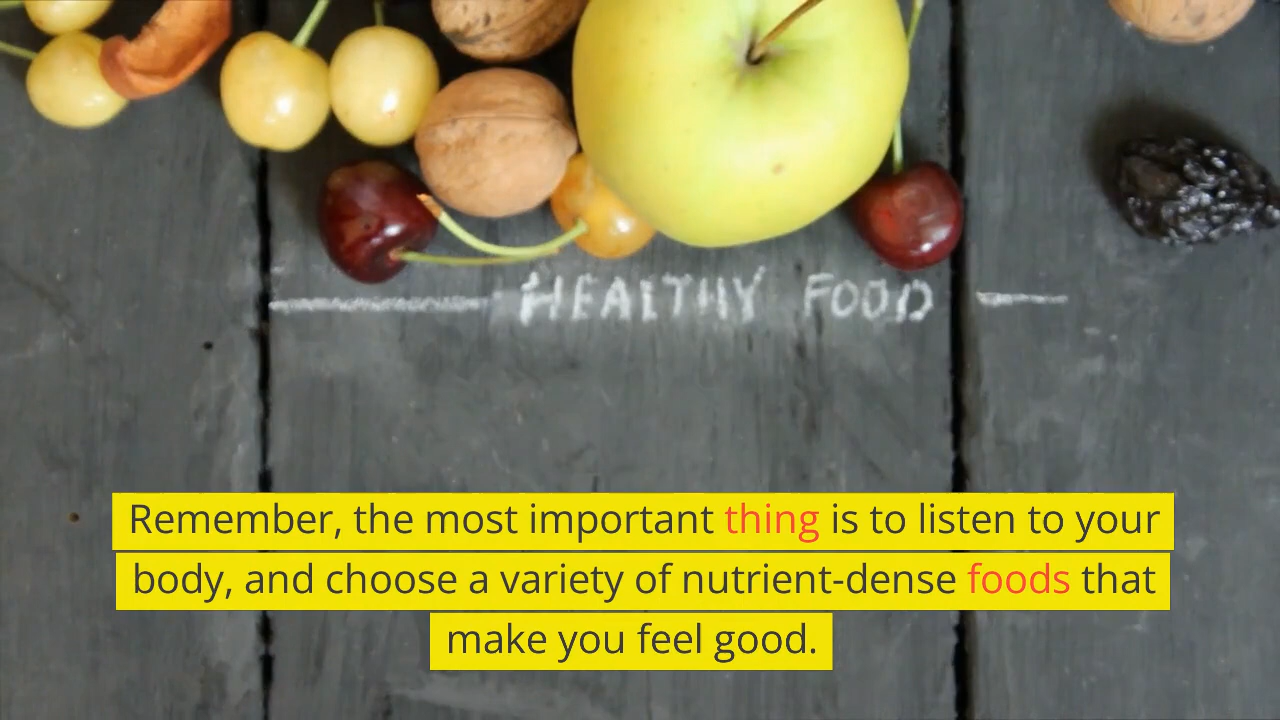 HEALTHY FOOD
Remember, the most important thing is to listen to your
body, and choose a variety of nutrient-dense foods that
make you feel good.